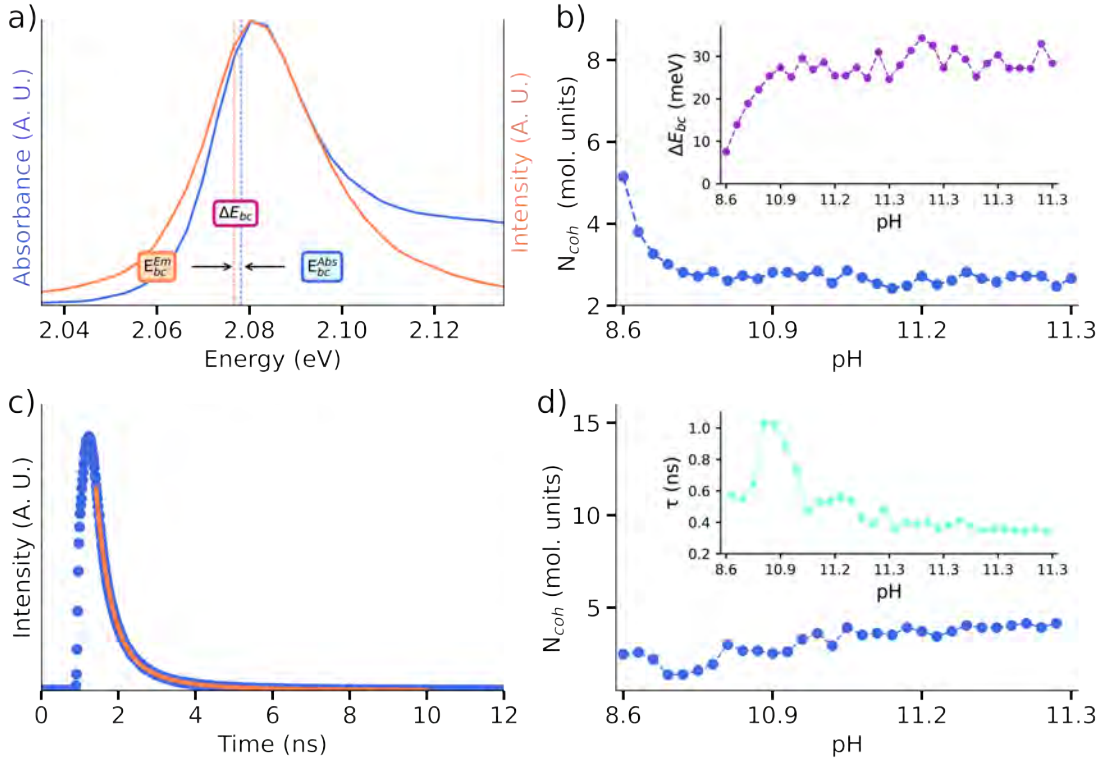 a)
Absorbance (A. U.)
Intensity (A. U.)
ΔE_bc
E_bc^Em
E_bc^Abs
2.04 2.06 2.08 2.10 2.12
Energy (eV)
b)
N_coh (mol. units)
8
6
4
2
8.6 10.9 11.2 11.3
pH
ΔE_bc (meV)
30
20
10
0
8.6 10.9 11.2 11.3 11.3 11.3 11.3
pH
c)
Intensity (A. U.)
0 2 4 6 8 10 12
Time (ns)
d)
N_coh (mol. units)
15
10
5
8.6 10.9 11.2 11.3
pH
τ (ns)
1.0
0.8
0.6
0.4
0.2
8.6 10.9 11.2 11.3 11.3 11.3 11.3
pH